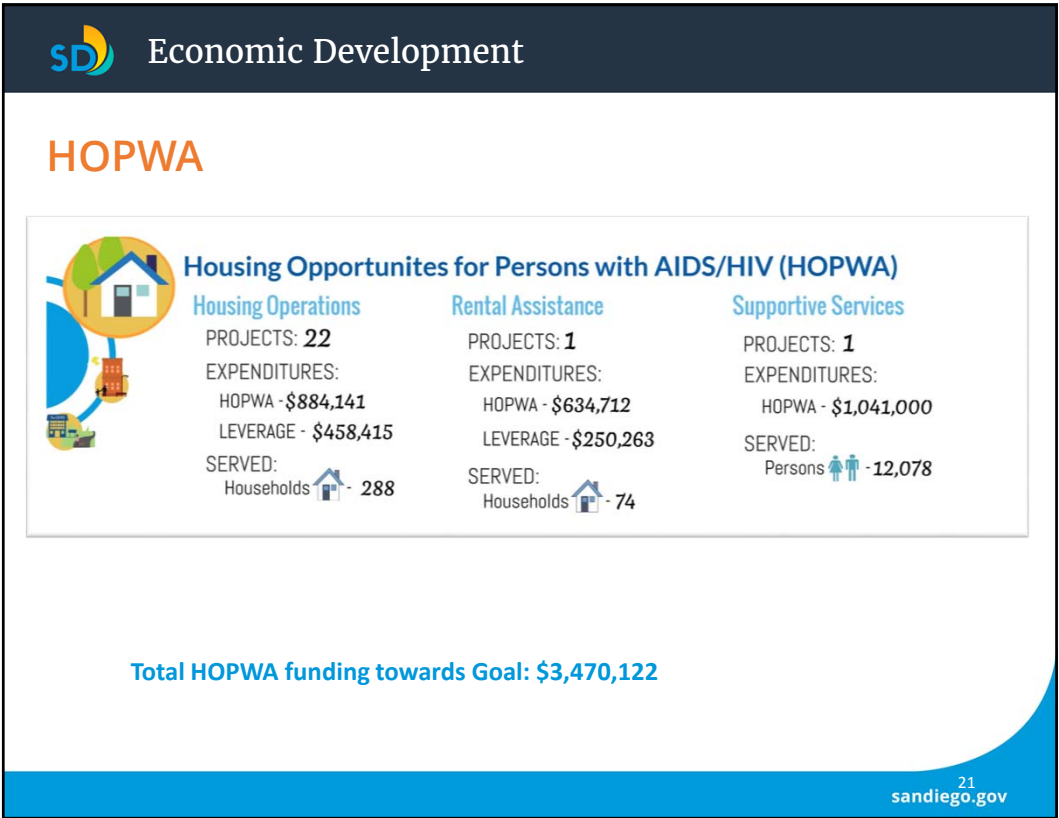 SD
Economic Development
HOPWA
Housing Opportunites for Persons with AIDS/HIV (HOPWA)
Housing Operations
PROJECTS: 22
EXPENDITURES:
HOPWA - $884,141
LEVERAGE - $458,415
SERVED:
Households - 288
Rental Assistance
PROJECTS: 1
EXPENDITURES:
HOPWA - $634,712
LEVERAGE - $250,263
SERVED:
Households - 74
Supportive Services
PROJECTS: 1
EXPENDITURES:
HOPWA - $1,041,000
SERVED:
Persons - 12,078
Total HOPWA funding towards Goal: $3,470,122
21
sandiego.gov